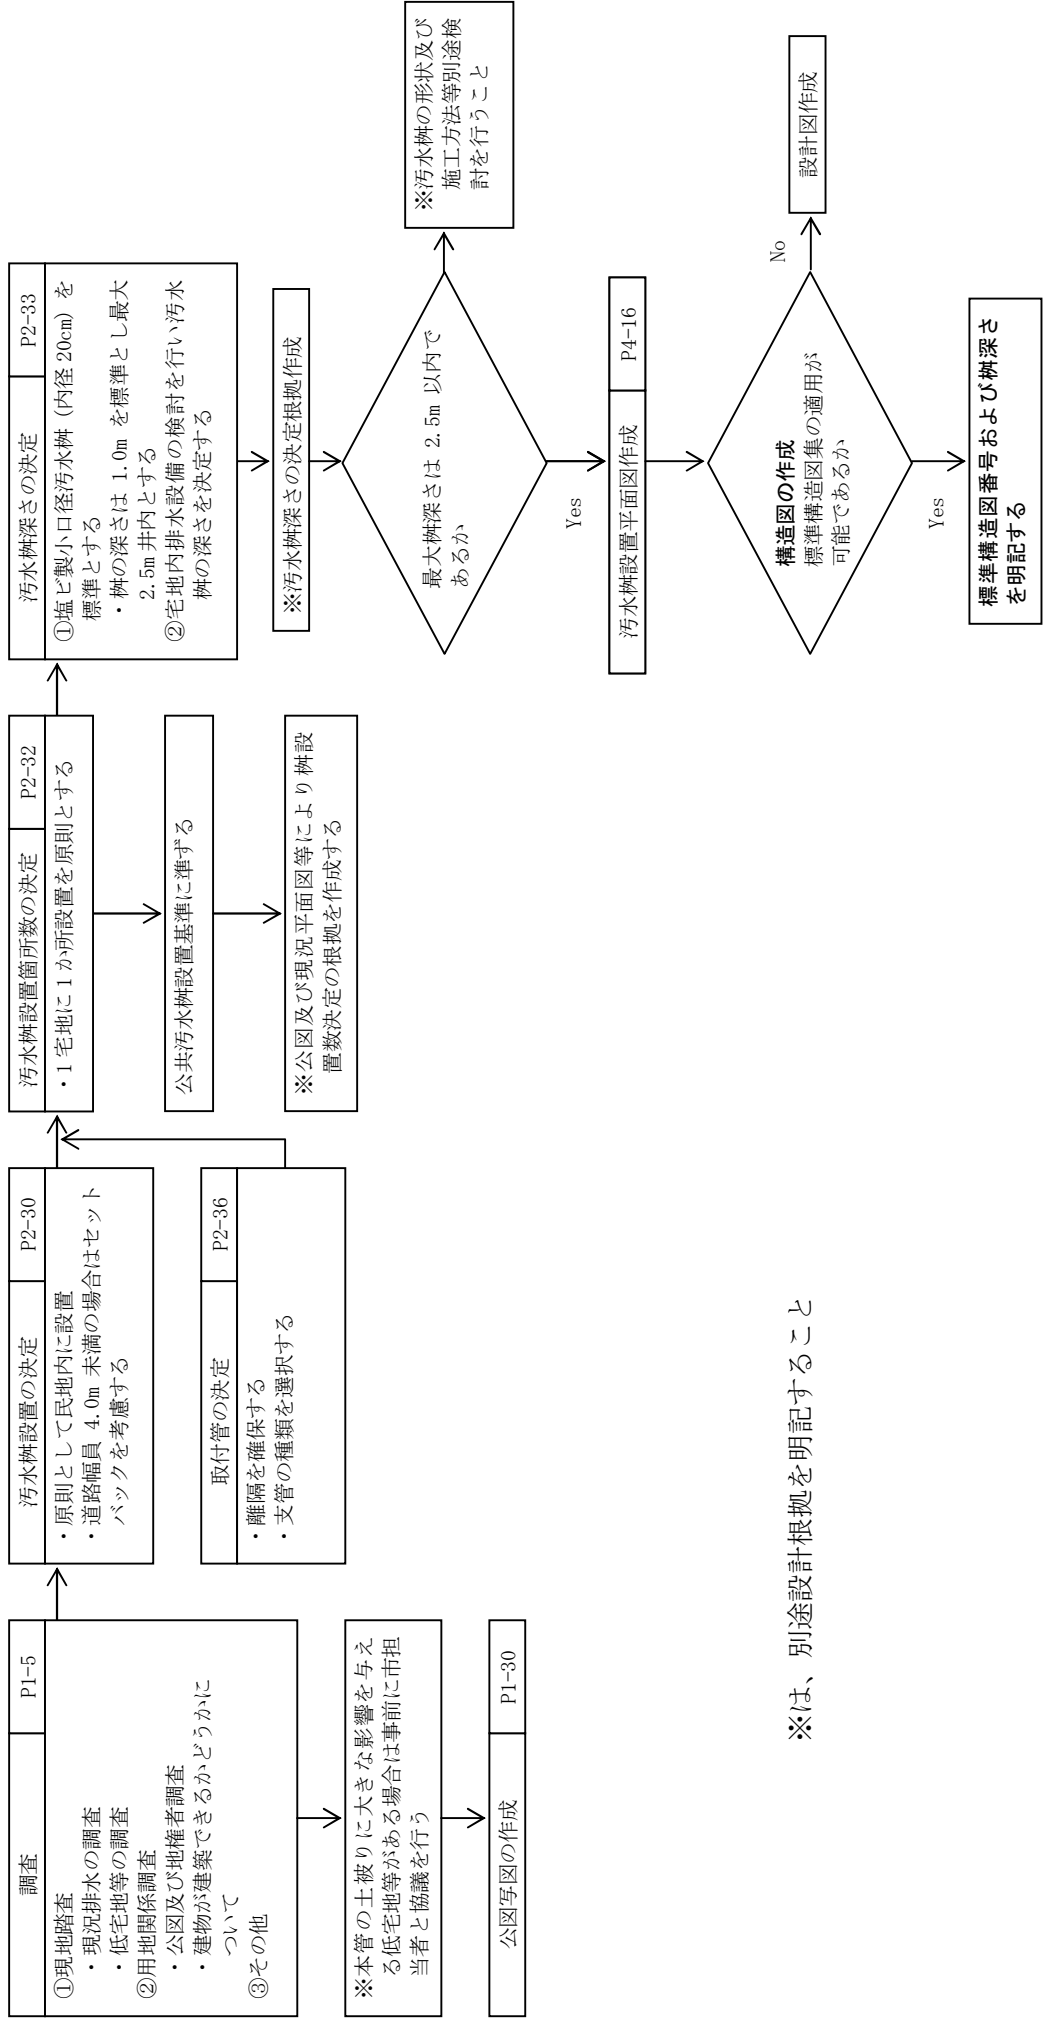 調査
P1-5
①現地踏査
・現況排水の調査
・低宅地等の調査
②用地関係調査
・公図及び地権者調査
・建物が建築できるかどうかに
ついて
③その他
※本管の土被りに大きな影響を与え
る低宅地等がある場合は事前に市担
当者と協議を行う
公図写図の作成
P1-30
汚水桝設置の決定
P2-30
・原則として民地内に設置
・道路幅員 4.0m 未満の場合はセット
バックを考慮する
取付管の決定
P2-36
・離隔を確保する
・支管の種類を選択する
汚水桝設置箇所数の決定
P2-32
・1宅地に1か所設置を原則とする
公共汚水桝設置基準に準ずる
※公図及び現況平面図等により桝設
置数決定の根拠を作成する
汚水桝深さの決定
P2-33
①塩ビ製小口径汚水桝（内径 20cm）を
標準とする
・桝の深さは 1.0m を標準とし最大
2.5m井内とする
②宅地内排水設備の検討を行い汚水
桝の深さを決定する
※汚水桝深さの決定根拠作成
最大桝深さは 2.5m 以内で
あるか
※汚水桝の形状及び
施工方法等別途検
討を行うこと
Yes
汚水桝設置平面図作成
P4-16
構造図の作成
標準構造図集の適用が
可能であるか
No
設計図作成
Yes
標準構造図番号および桝深さ
を明記する
※は、別途設計根拠を明記すること